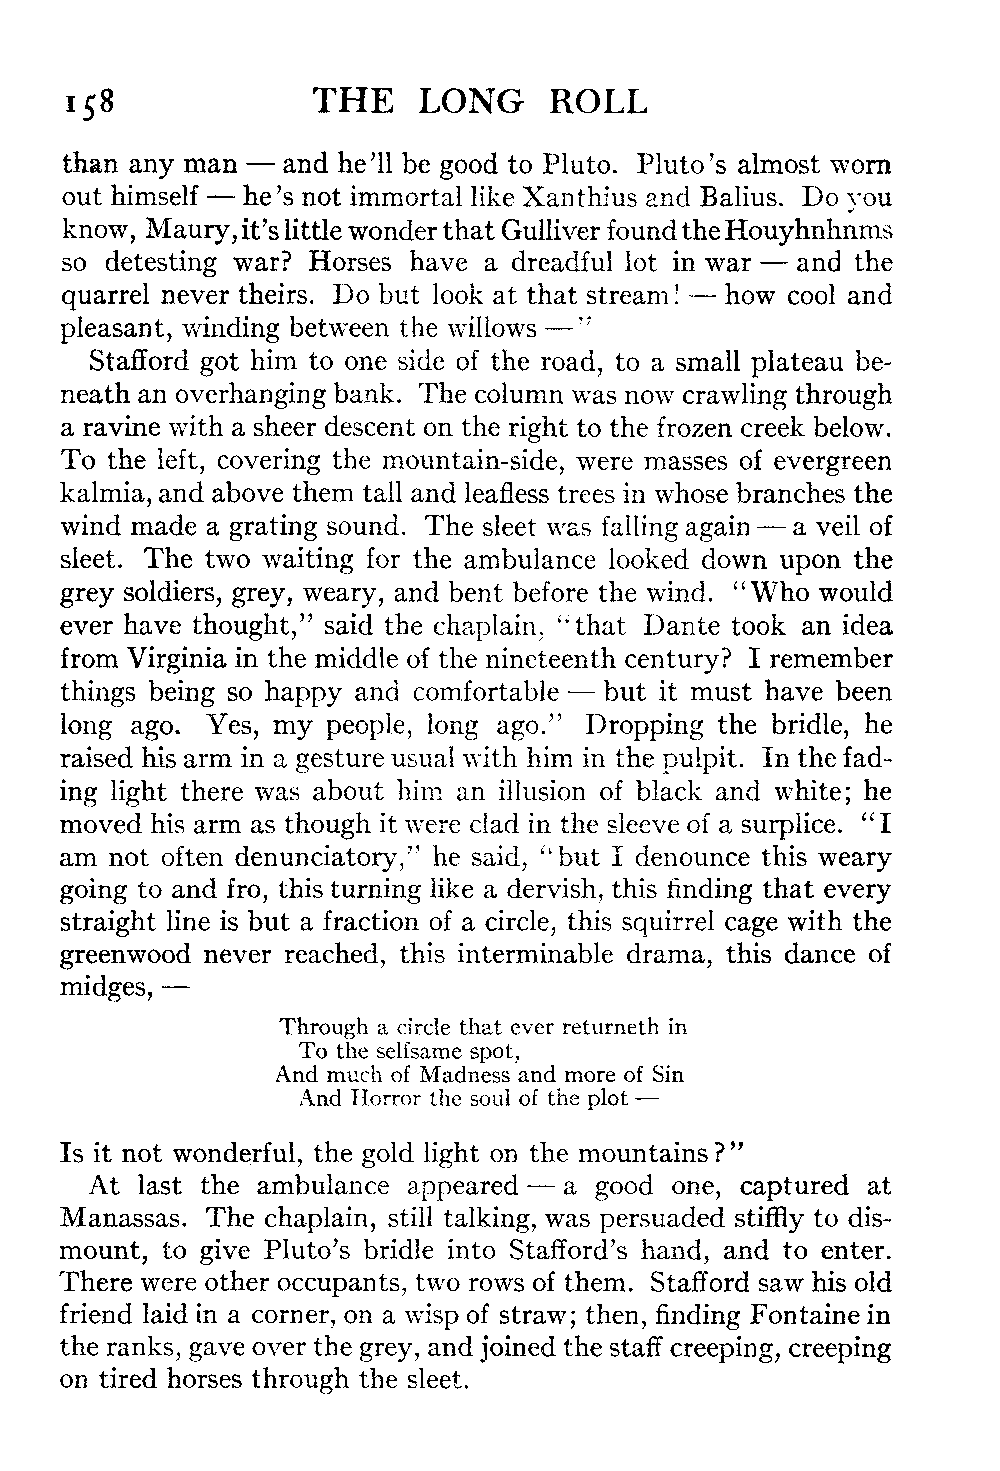 158 THE LONG ROLL
than any man — and he'll be good to Pluto. Pluto's almost worn
out himself — he's not immortal like Xanthius and Balius. Do you
know, Maury, it's little wonder that Gulliver found the Houyhnhnms
so detesting war? Horses have a dreadful lot in war — and the
quarrel never theirs. Do but look at that stream! — how cool and
pleasant, winding between the willows —"
Stafford got him to one side of the road, to a small plateau be-
neath an overhanging bank. The column was now crawling through
a ravine with a sheer descent on the right to the frozen creek below.
To the left, covering the mountain-side, were masses of evergreen
kalmia, and above them tall and leafless trees in whose branches the
wind made a grating sound. The sleet was falling again — a veil of
sleet. The two waiting for the ambulance looked down upon the
grey soldiers, grey, weary, and bent before the wind. "Who would
ever have thought," said the chaplain, "that Dante took an idea
from Virginia in the middle of the nineteenth century? I remember
things being so happy and comfortable — but it must have been
long ago. Yes, my people, long ago." Dropping the bridle, he
raised his arm in a gesture usual with him in the pulpit. In the fad-
ing light there was about him an illusion of black and white; he
moved his arm as though it were clad in the sleeve of a surplice. "I
am not often denunciatory," he said, "but I denounce this weary
going to and fro, this turning like a dervish, this finding that every
straight line is but a fraction of a circle, this squirrel cage with the
greenwood never reached, this interminable drama, this dance of
midges, —
Through a circle that ever returneth in
To the selfsame spot,
And much of Madness and more of Sin
And Horror the soul of the plot —
Is it not wonderful, the gold light on the mountains?"
At last the ambulance appeared — a good one, captured at
Manassas. The chaplain, still talking, was persuaded stiffly to dis-
mount, to give Pluto's bridle into Stafford's hand, and to enter.
There were other occupants, two rows of them. Stafford saw his old
friend laid in a corner, on a wisp of straw; then, finding Fontaine in
the ranks, gave over the grey, and joined the staff creeping, creeping
on tired horses through the sleet.